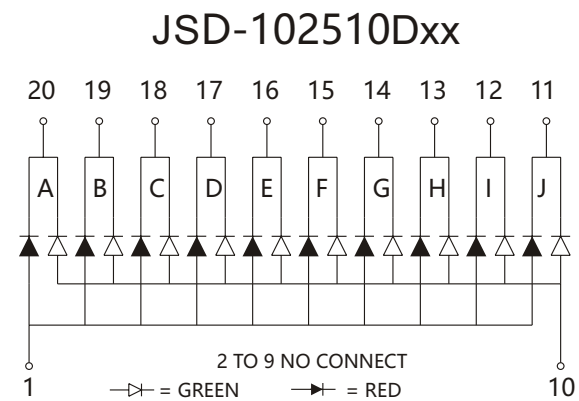 JSD-102510Dxx
20 19 18 17 16 15 14 13 12 11
A B C D E F G H I J
2 TO 9 NO CONNECT
1 = GREEN = RED 10